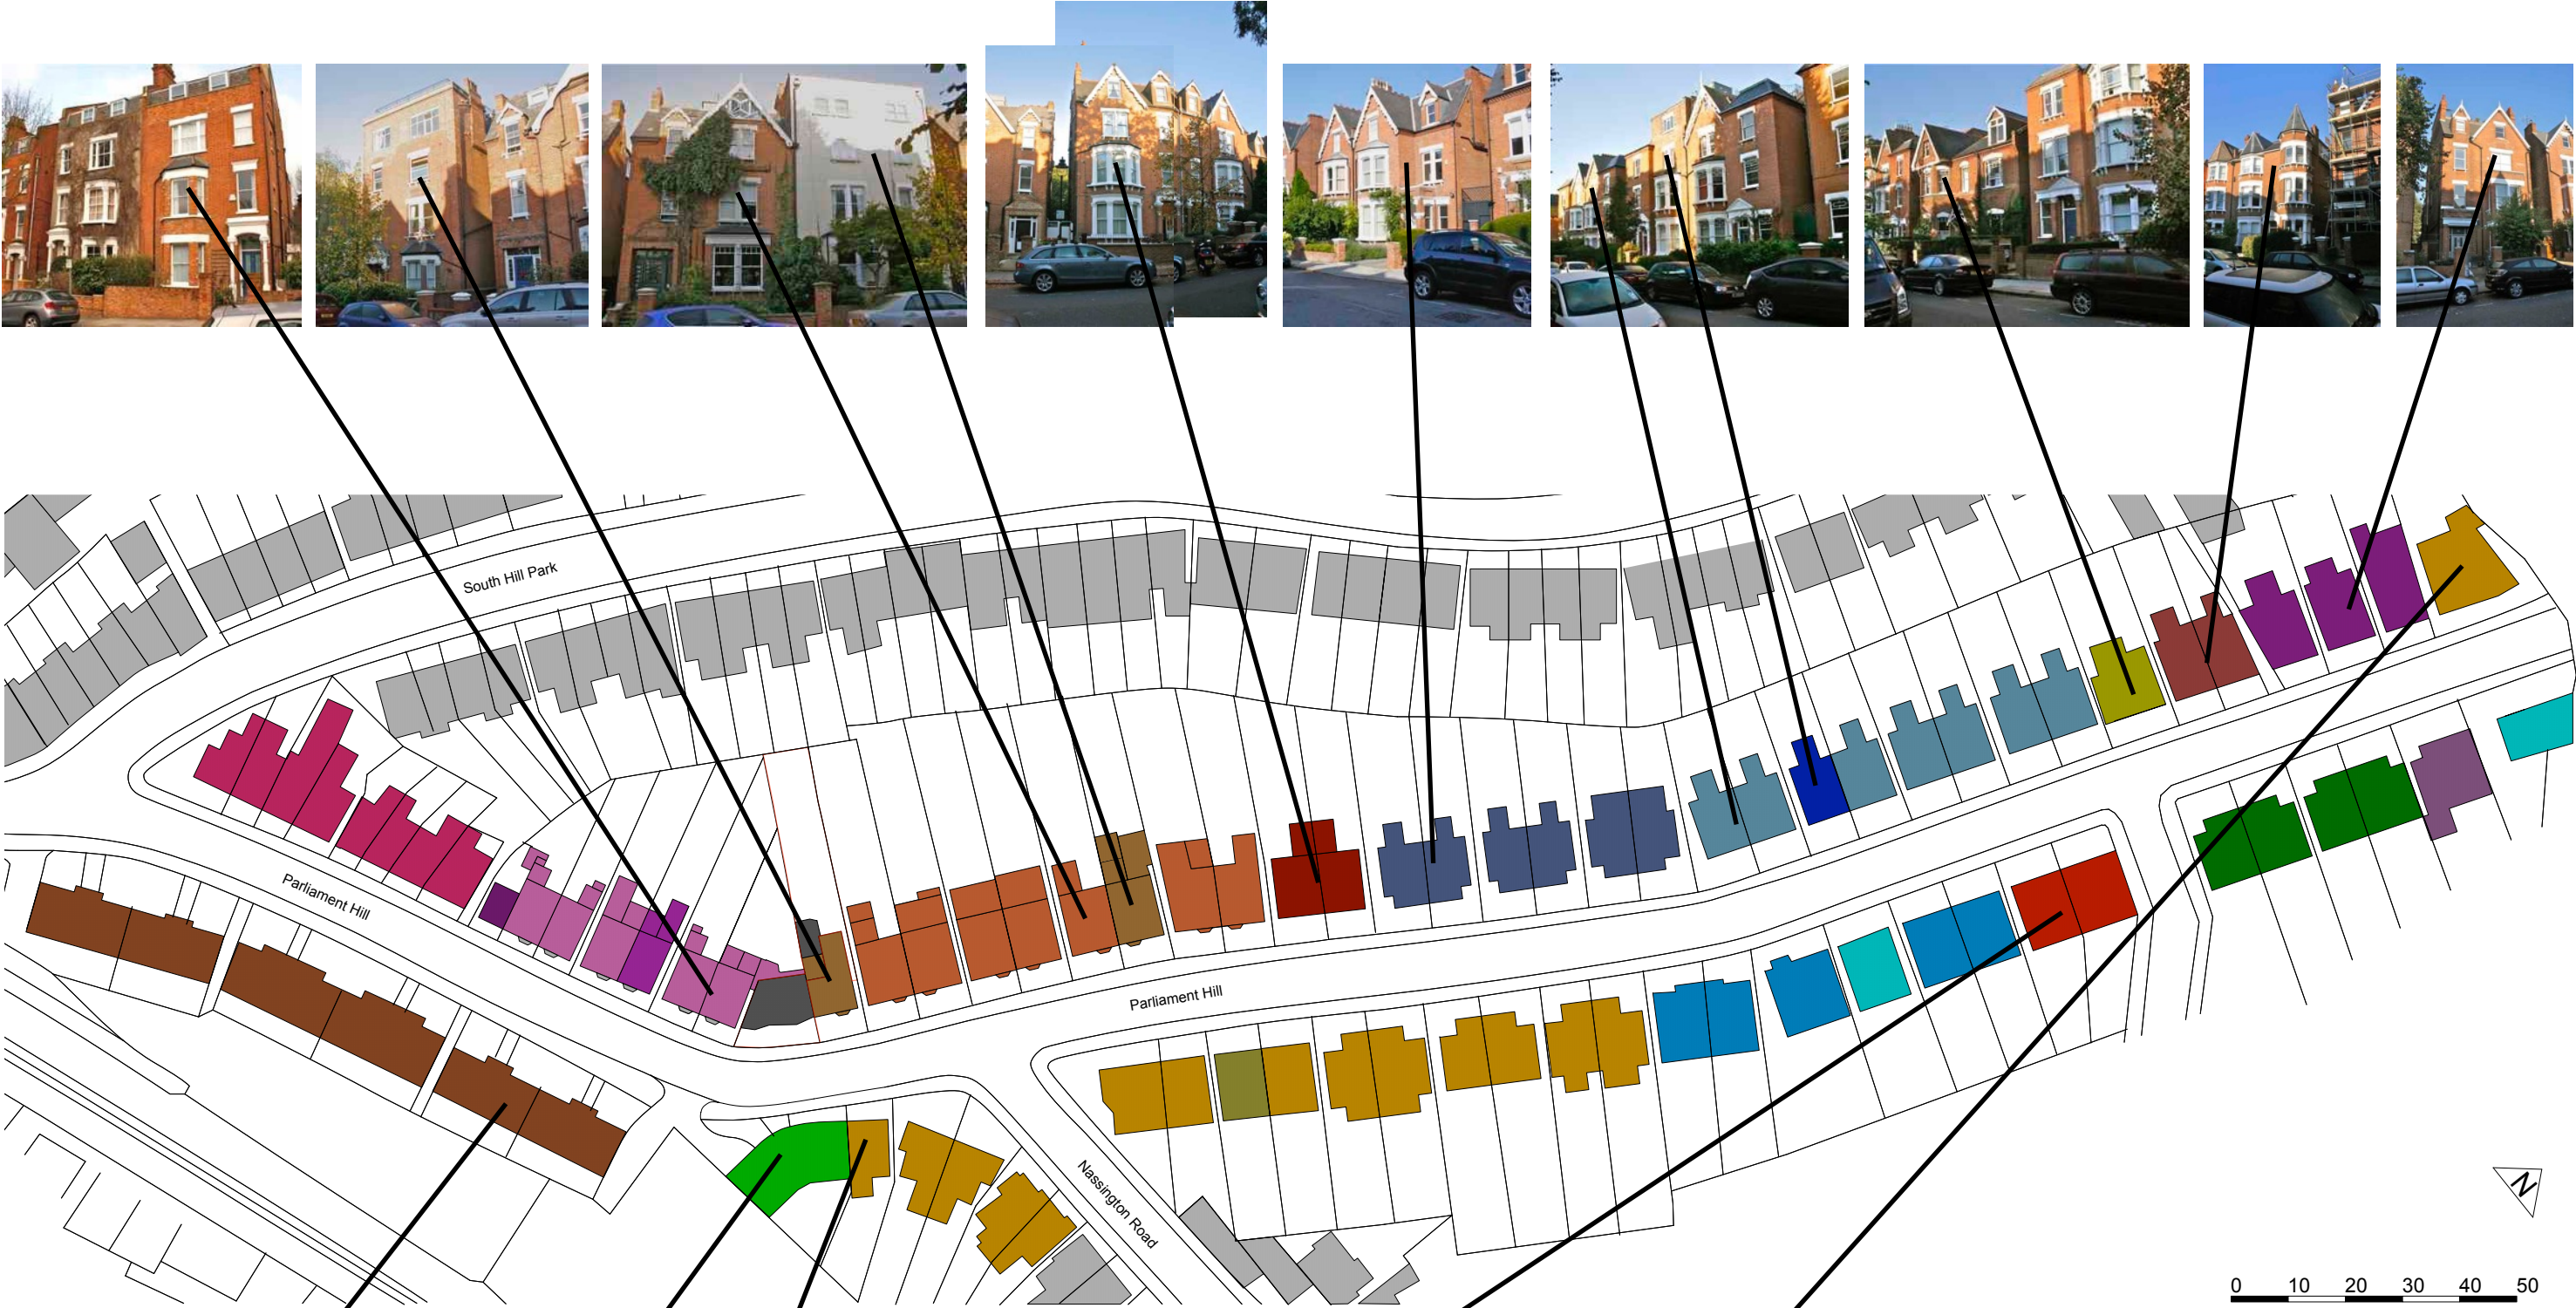 South Hill Park
Parliament Hill
Parliament Hill
Nassington Road
N
0 10 20 30 40 50